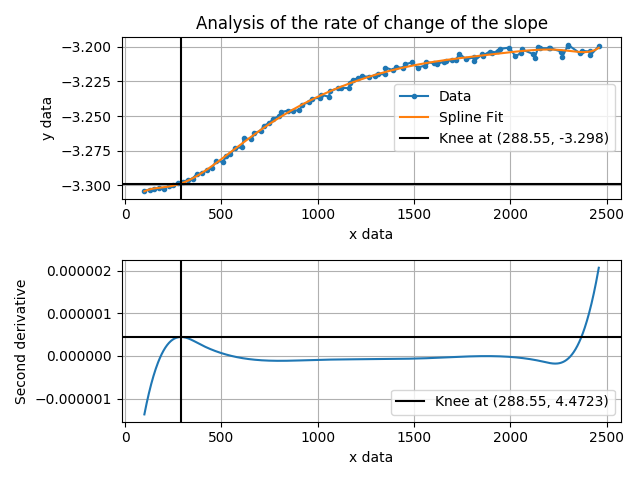 Analysis of the rate of change of the slope
−3.200
−3.225
−3.250
−3.275
−3.300
y data
Data
Spline Fit
Knee at (288.55, -3.298)
0
500
1000
1500
2000
2500
x data
0.000002
0.000001
0.000000
−0.000001
Second derivative
Knee at (288.55, 4.4723)
0
500
1000
1500
2000
2500
x data